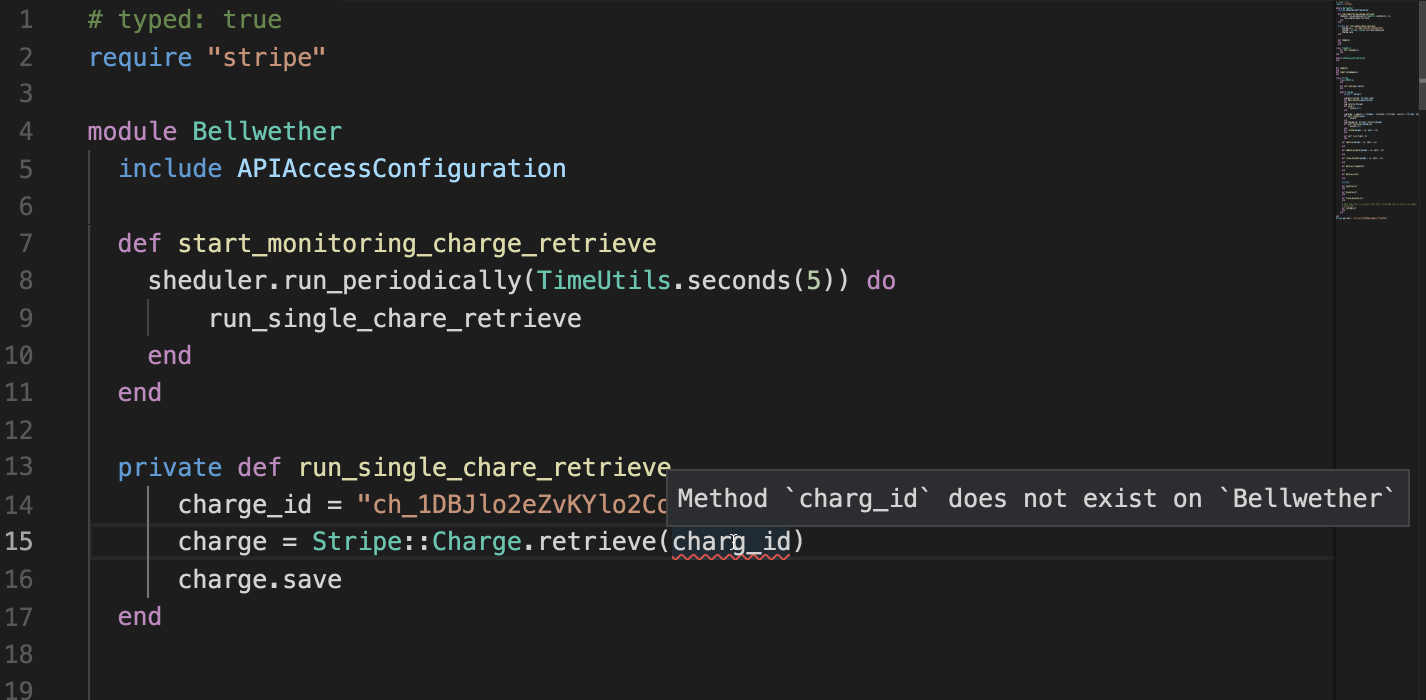 1 # typed: true
2 require "stripe"
3
4 module Bellwether
5 include APIAccessConfiguration
6
7 def start_monitoring_charge_retrieve
8 sheduler.run_periodically(TimeUtils.seconds(5)) do
9 run_single_chare_retrieve
10 end
11 end
12
13 private def run_single_chare_retrieve
Method `charg_id` does not exist on `Bellwether`
14 charge_id = "ch_1DBJlo2eZvKYlo2C
15 charge = Stripe::Charge.retrieve(charg_id)
16 charge.save
17 end
18
19